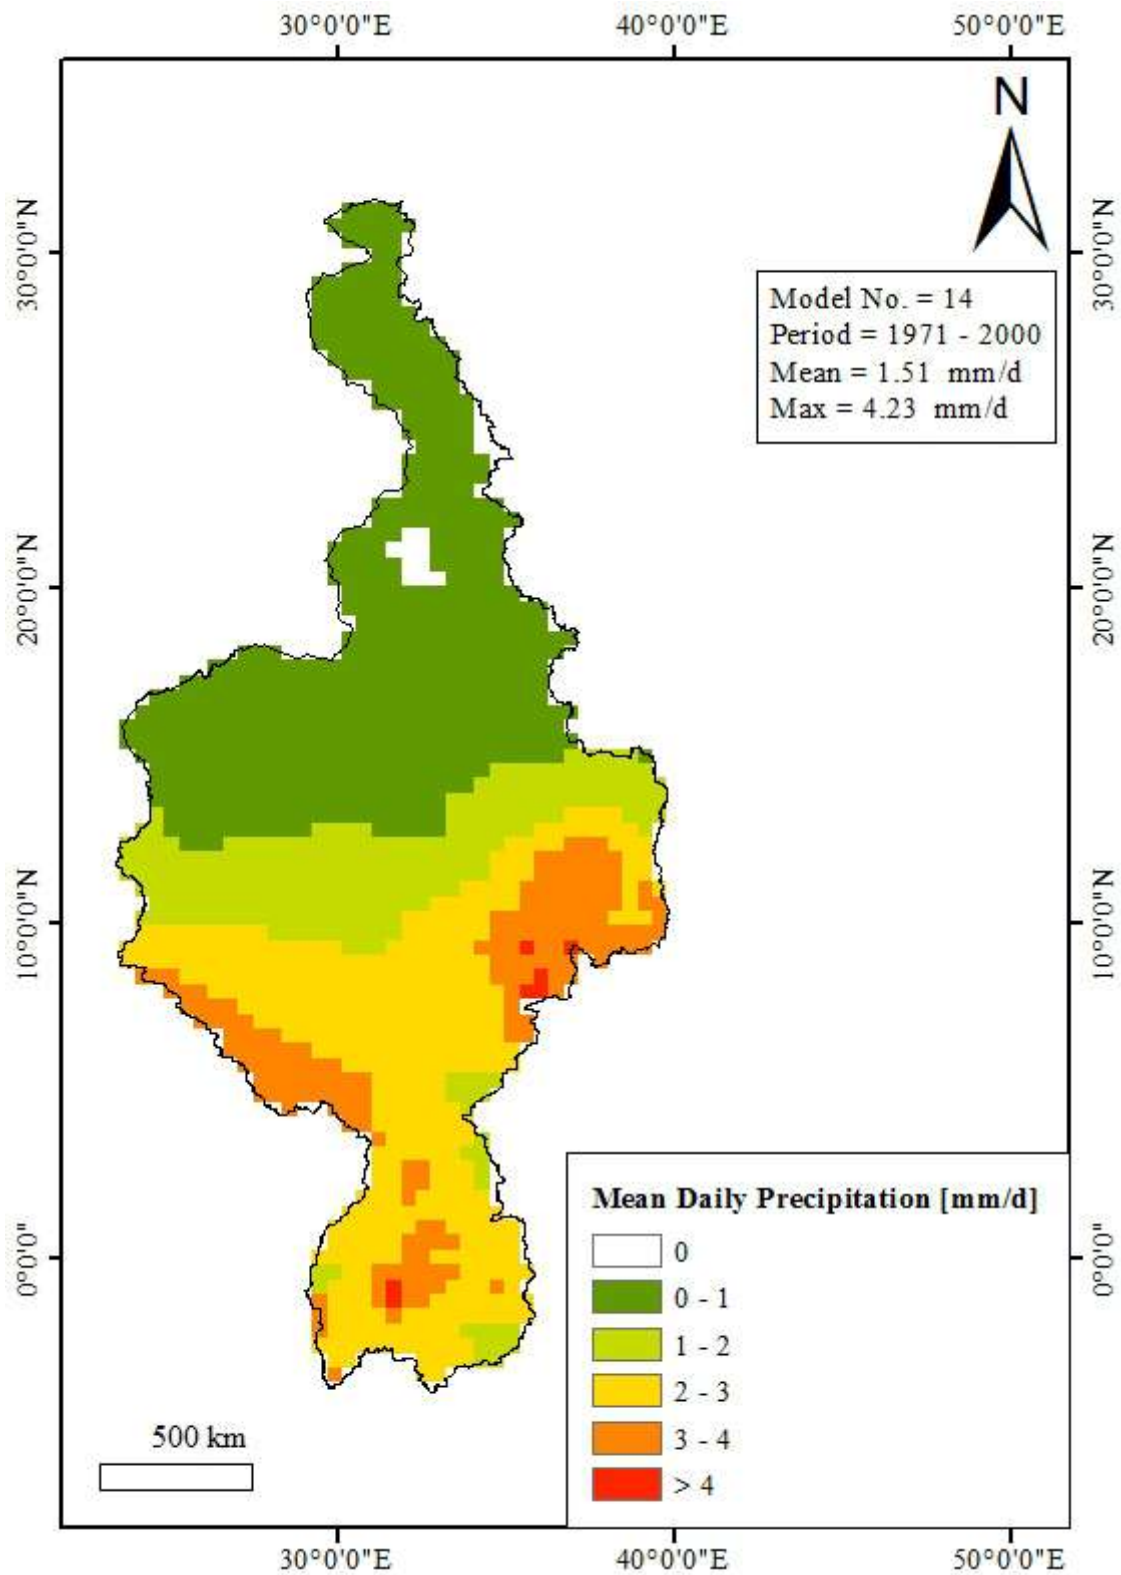 30°0'0"E 40°0'0"E 50°0'0"E
N
30°0'0"N
30°0'0"N
Model No. = 14
Period = 1971 - 2000
Mean = 1.51 mm/d
Max = 4.23 mm/d
20°0'0"N
20°0'0"N
10°0'0"N
10°0'0"N
0°0'0"
0°0'0"
Mean Daily Precipitation [mm/d]
0
0 - 1
1 - 2
2 - 3
3 - 4
> 4
500 km
30°0'0"E 40°0'0"E 50°0'0"E